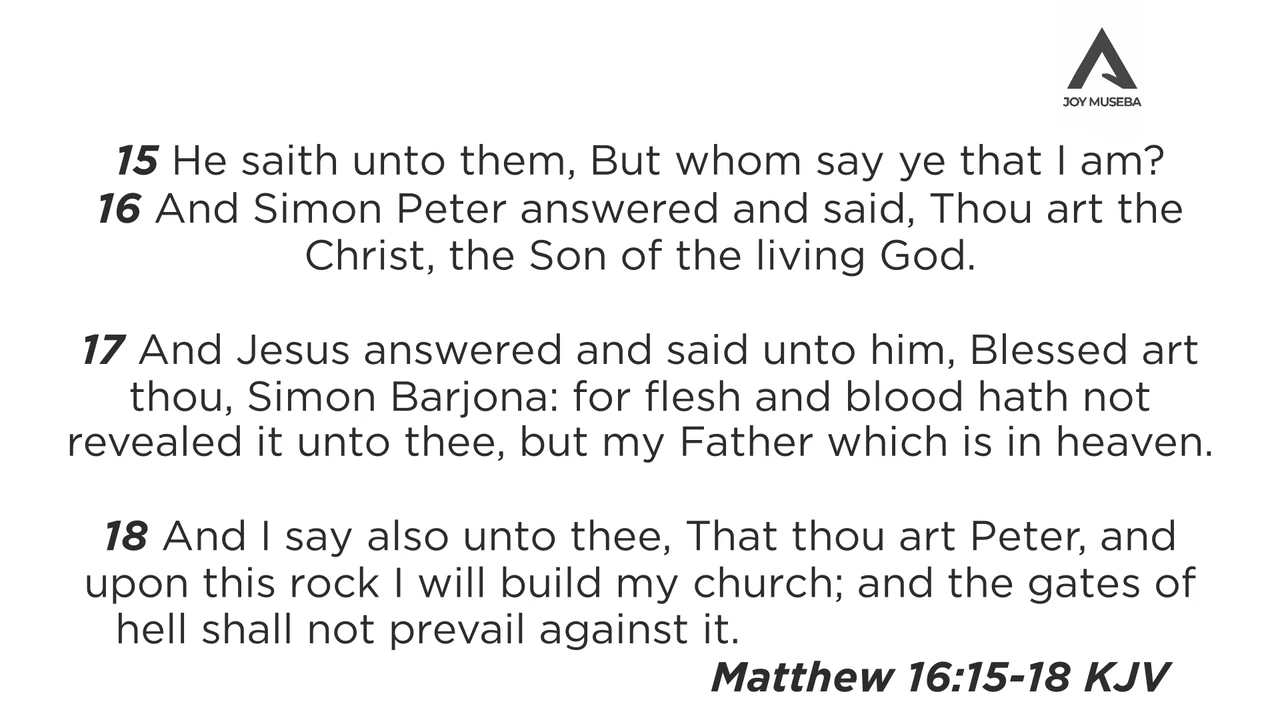 JOY MUSEBA
15 He saith unto them, But whom say ye that I am?
16 And Simon Peter answered and said, Thou art the
Christ, the Son of the living God.
17 And Jesus answered and said unto him, Blessed art
thou, Simon Barjona: for flesh and blood hath not
revealed it unto thee, but my Father which is in heaven.
18 And I say also unto thee, That thou art Peter, and
upon this rock I will build my church; and the gates of
hell shall not prevail against it.
Matthew 16:15-18 KJV